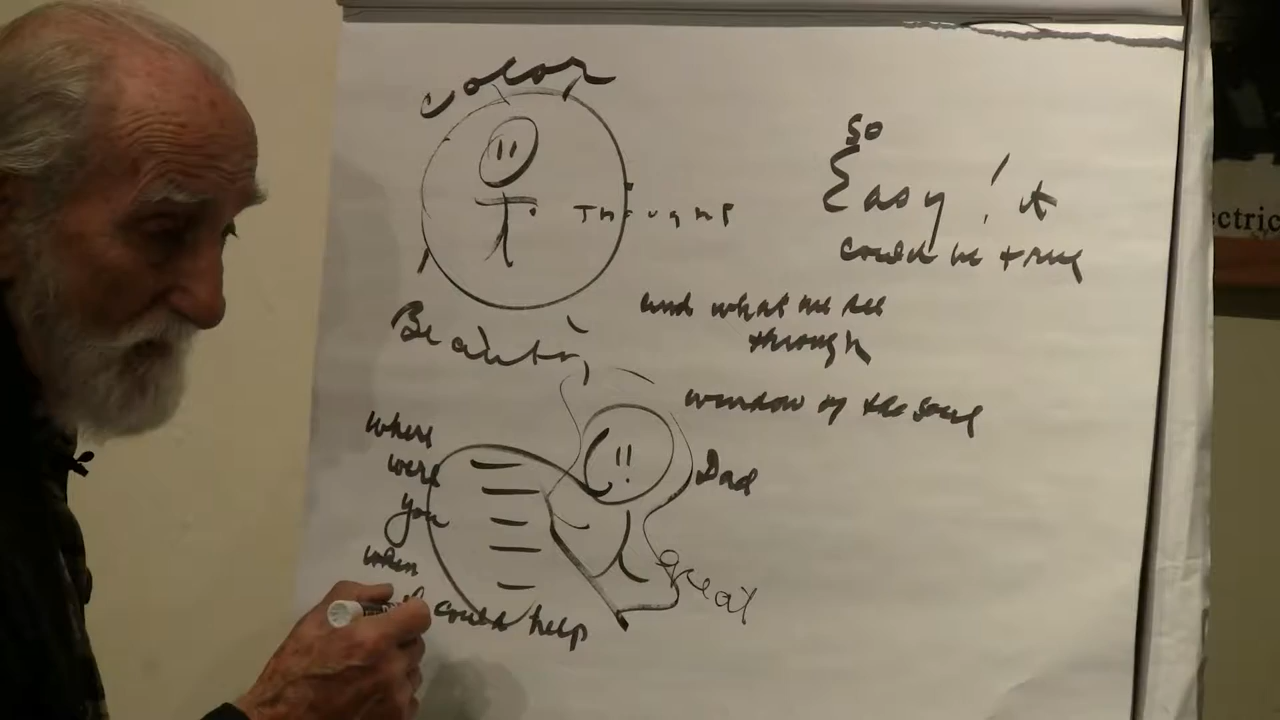 color
Thought
Beauty
so
Easy! it
could be true
and what we see
through
window of the soul
Dad
great
where
were
you
when
could help
ectric